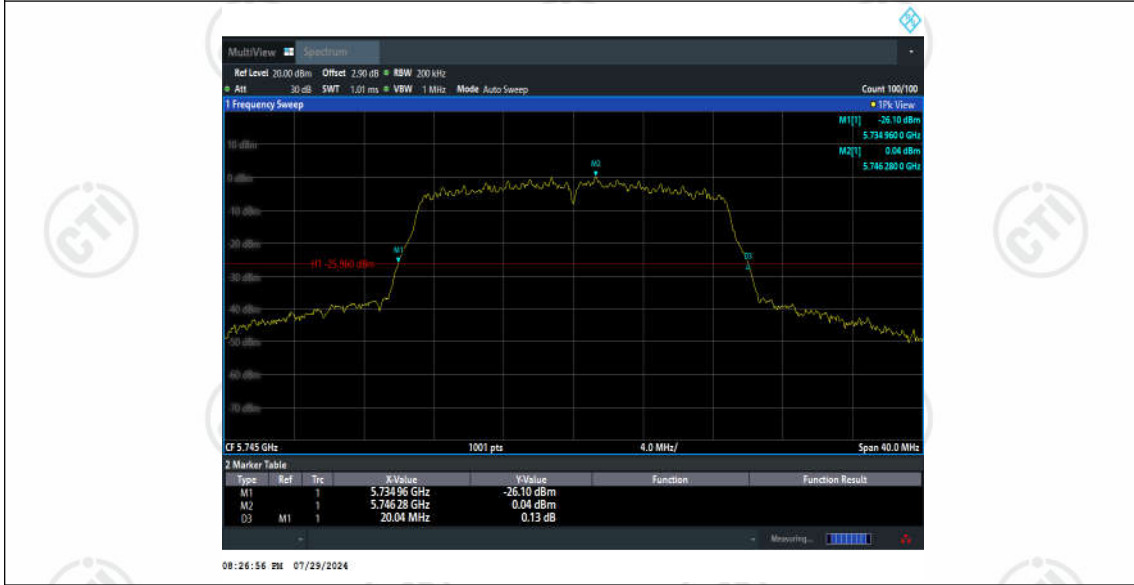 MultiView Spectrum
Ref Level 20.00 dBm Offset 2.90 dB RBW 200 kHz
Att 30 dB SWT 1.01 ms VBW 1 MHz Mode Auto Sweep Count 100/100
1 Frequency Sweep 1Pk View
M1[1] -26.10 dBm
5.734 960 0 GHz
10 dBm
M2[1] 0.04 dBm
5.746 280 0 GHz
M2
0 dBm
-10 dBm
-20 dBm
M1
D3
H1 -25.960 dBm
-30 dBm
-40 dBm
-50 dBm
-60 dBm
-70 dBm
CF 5.745 GHz 1001 pts 4.0 MHz/ Span 40.0 MHz
2 Marker Table
Type Ref Trc X-Value Y-Value Function Function Result
M1 1 5.734 96 GHz -26.10 dBm
M2 1 5.746 28 GHz 0.04 dBm
D3 M1 1 20.04 MHz 0.13 dB
Measuring...
08:26:56 PM 07/29/2024
CTI
CTI